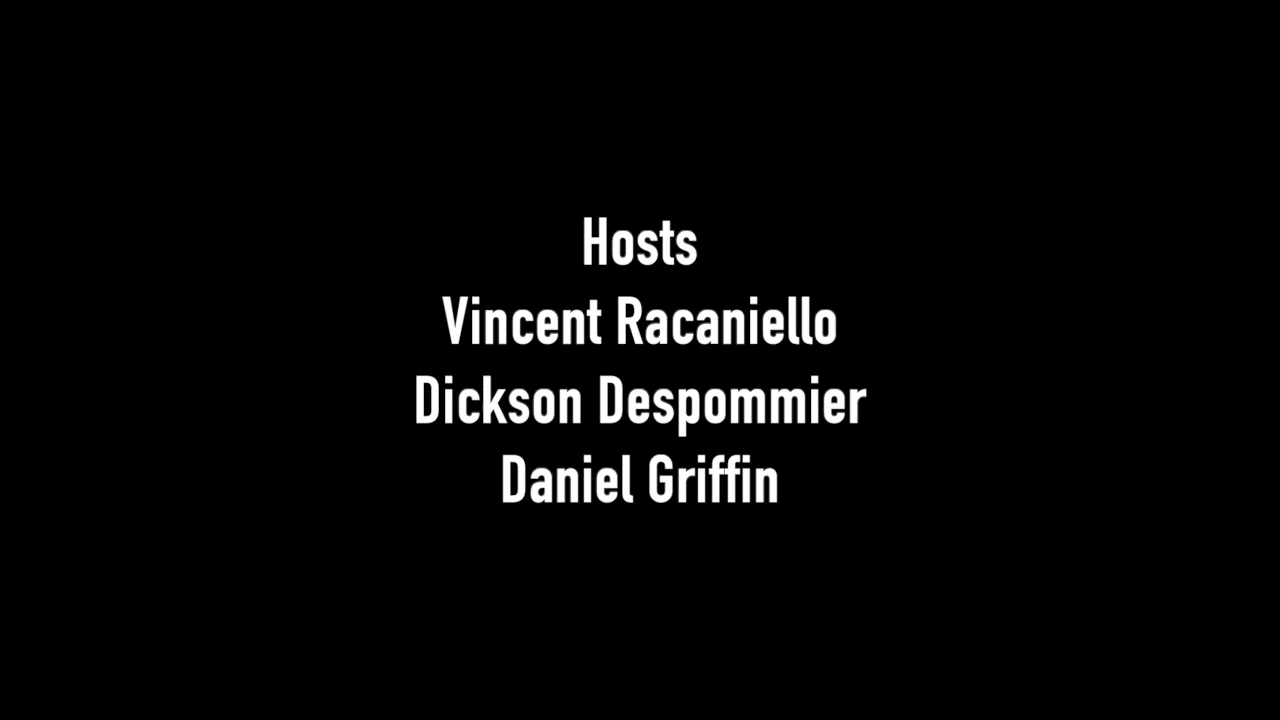 Hosts
Vincent Racaniello
Dickson Despommier
Daniel Griffin